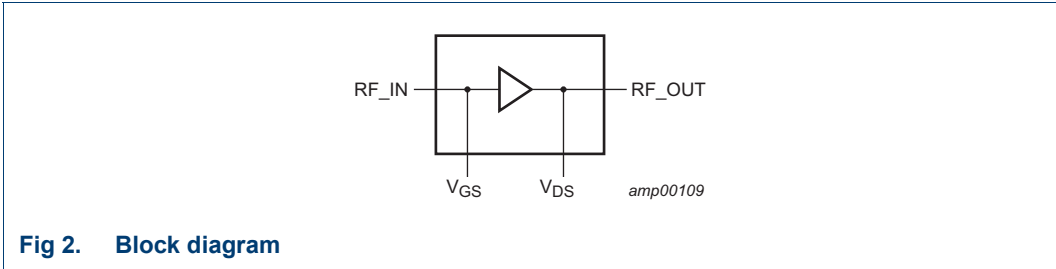 RF_IN
RF_OUT
VGS
VDS
amp00109
Fig 2. Block diagram